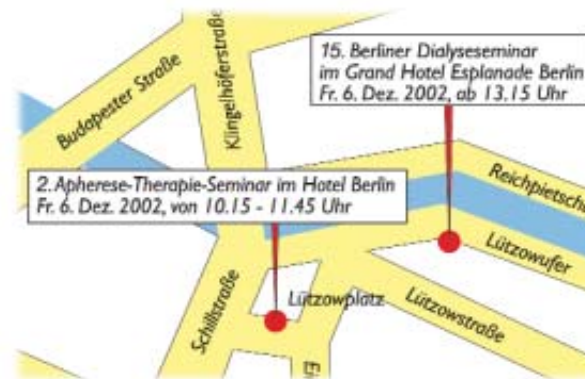 15. Berliner Dialyseseminar
im Grand Hotel Esplanade Berlin
Fr. 6. Dez. 2002, ab 13.15 Uhr
Budapester Straße
Klingelhöferstraße
2. Apherese-Therapie-Seminar im Hotel Berlin
Fr. 6. Dez. 2002, von 10.15 - 11.45 Uhr
Reichpietschu
Lützowufer
Schillstraße
Lützowplatz
Lützowstraße